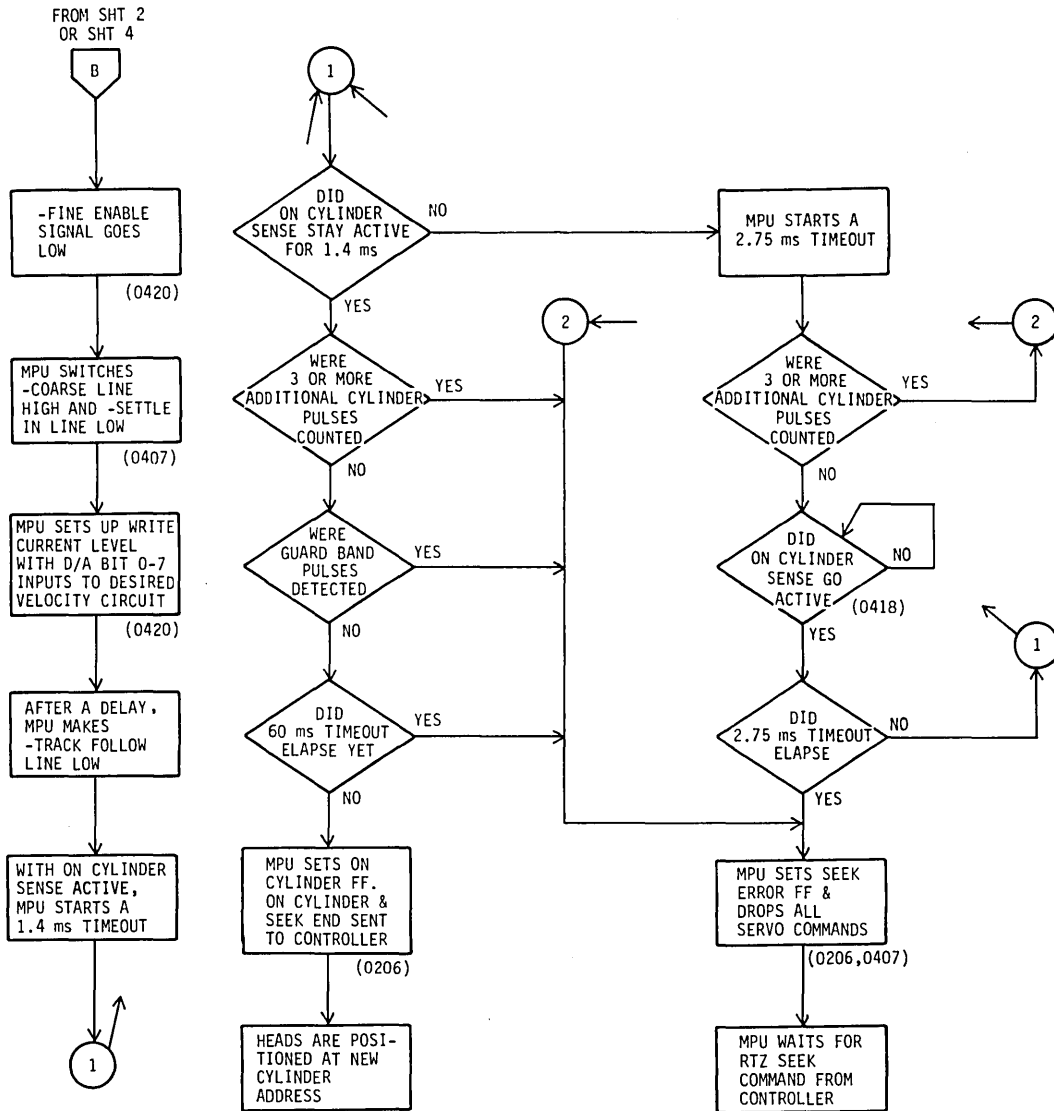 FROM SHT 2
OR SHT 4
B
-FINE ENABLE
SIGNAL GOES
LOW
(0420)
MPU SWITCHES
-COARSE LINE
HIGH AND -SETTLE
IN LINE LOW
(0407)
MPU SETS UP WRITE
CURRENT LEVEL
WITH D/A BIT 0-7
INPUTS TO DESIRED
VELOCITY CIRCUIT
(0420)
AFTER A DELAY,
MPU MAKES
-TRACK FOLLOW
LINE LOW
WITH ON CYLINDER
SENSE ACTIVE,
MPU STARTS A
1.4 ms TIMEOUT
1
1
DID
ON CYLINDER
SENSE STAY ACTIVE
FOR 1.4 ms
NO
YES
WERE
3 OR MORE
ADDITIONAL CYLINDER
PULSES
COUNTED
YES
NO
WERE
GUARD BAND
PULSES
DETECTED
YES
NO
DID
60 ms TIMEOUT
ELAPSE YET
YES
NO
MPU SETS ON
CYLINDER FF.
ON CYLINDER &
SEEK END SENT
TO CONTROLLER
(0206)
HEADS ARE POSI-
TIONED AT NEW
CYLINDER
ADDRESS
2
MPU STARTS A
2.75 ms TIMEOUT
WERE
3 OR MORE
ADDITIONAL CYLINDER
PULSES
COUNTED
YES
2
NO
DID
ON CYLINDER
SENSE GO
ACTIVE
NO
(0418)
YES
DID
2.75 ms TIMEOUT
ELAPSE
NO
1
YES
MPU SETS SEEK
ERROR FF &
DROPS ALL
SERVO COMMANDS
(0206,0407)
MPU WAITS FOR
RTZ SEEK
COMMAND FROM
CONTROLLER